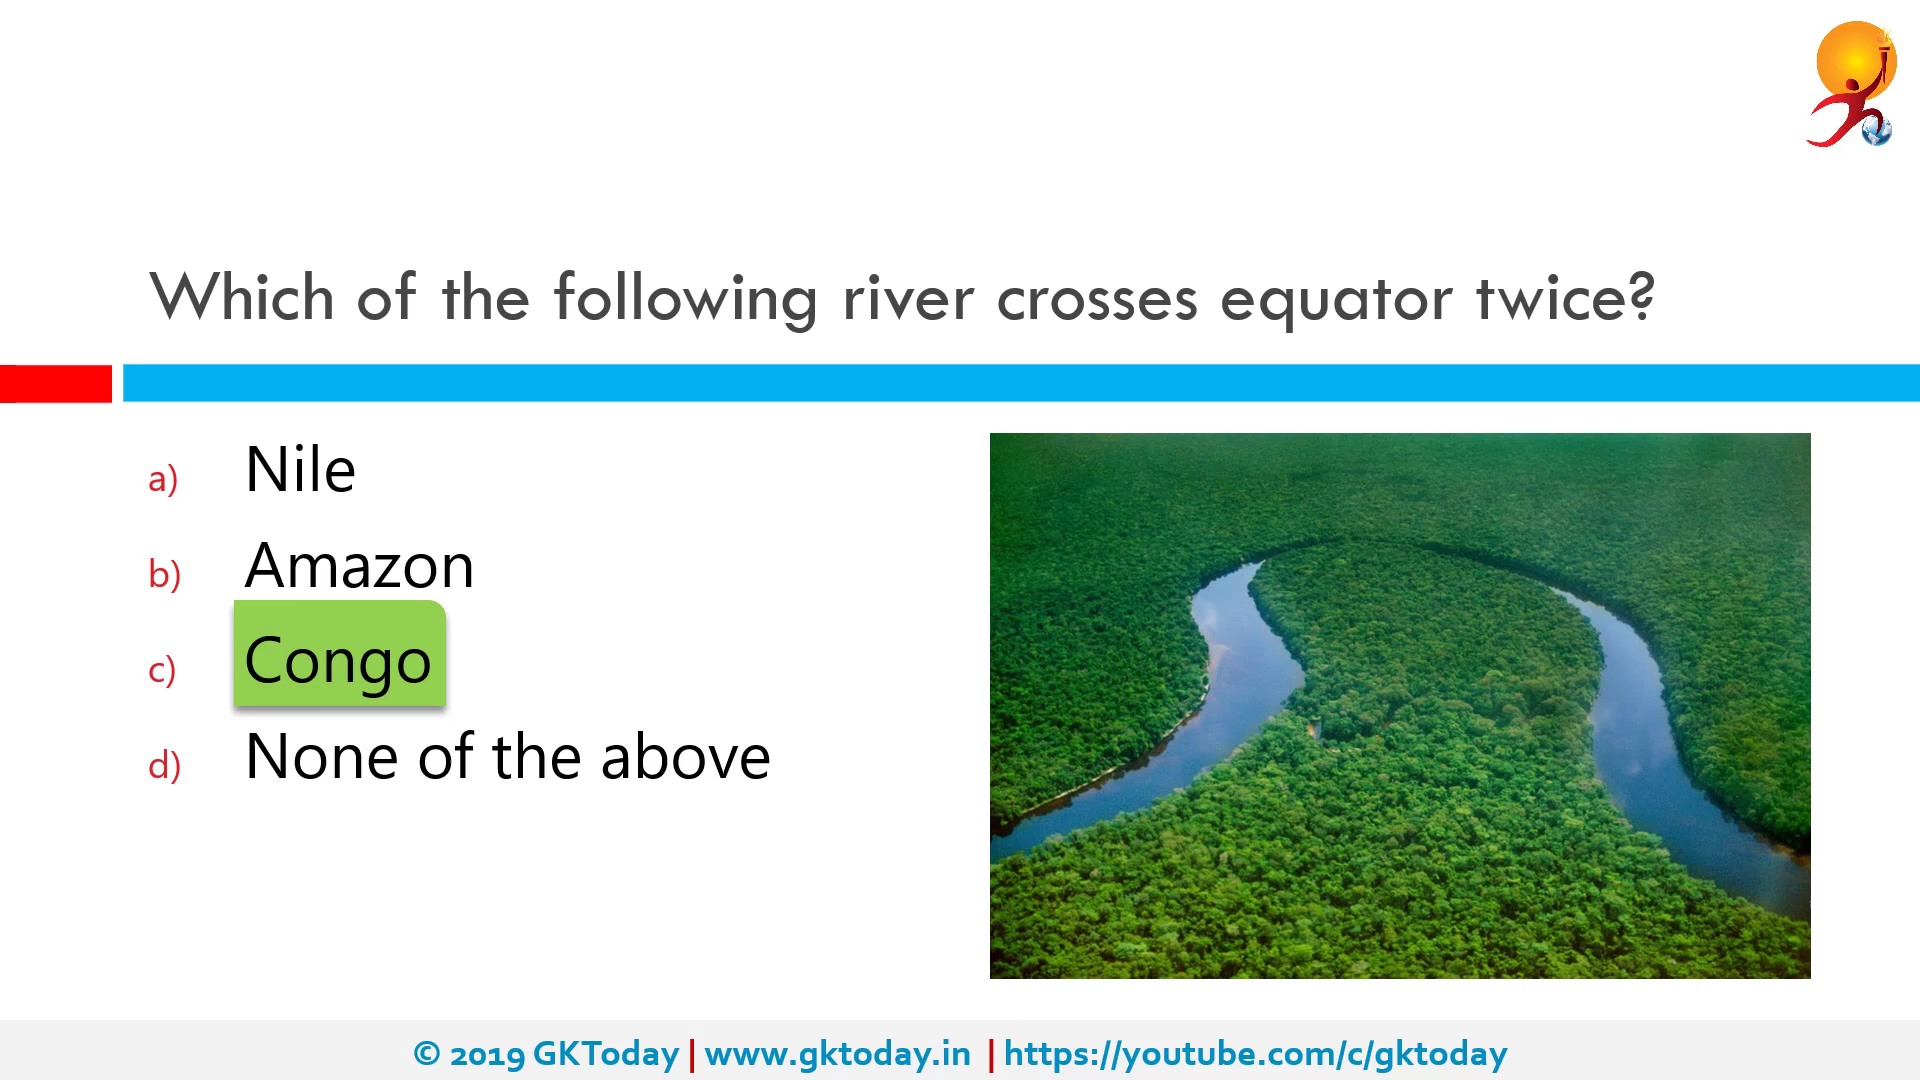 Which of the following river crosses equator twice?
a) Nile
b) Amazon
c) Congo
d) None of the above
© 2019 GKToday | www.gktoday.in | https://youtube.com/c/gktoday